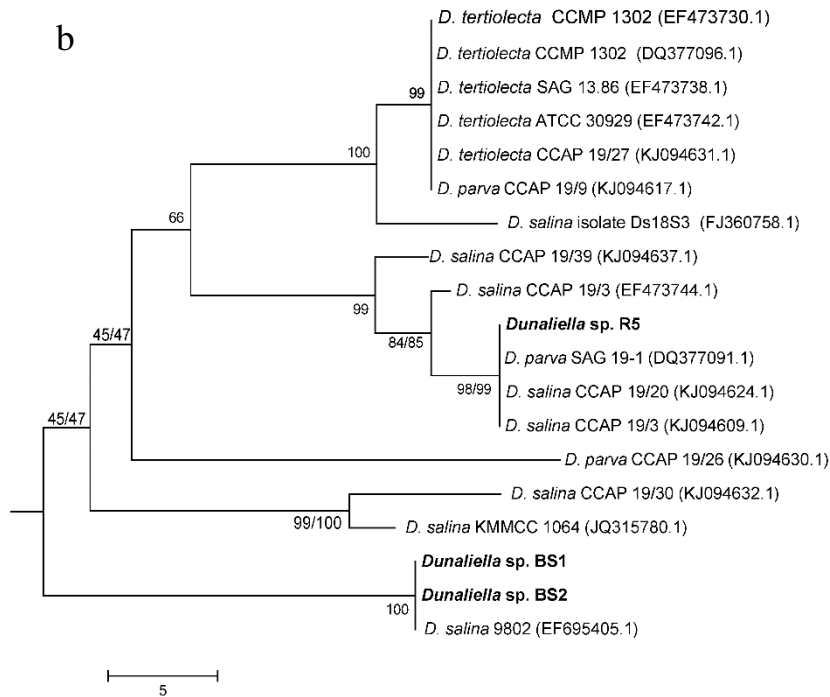 b
D. tertiolecta CCMP 1302 (EF473730.1)
D. tertiolecta CCMP 1302 (DQ377096.1)
D. tertiolecta SAG 13.86 (EF473738.1)
99
D. tertiolecta ATCC 30929 (EF473742.1)
D. tertiolecta CCAP 19/27 (KJ094631.1)
100
D. parva CCAP 19/9 (KJ094617.1)
66
D. salina isolate Ds18S3 (FJ360758.1)
D. salina CCAP 19/39 (KJ094637.1)
D. salina CCAP 19/3 (EF473744.1)
99
Dunaliella sp. R5
45/47
84/85
D. parva SAG 19-1 (DQ377091.1)
98/99
D. salina CCAP 19/20 (KJ094624.1)
45/47
D. salina CCAP 19/3 (KJ094609.1)
D. parva CCAP 19/26 (KJ094630.1)
D. salina CCAP 19/30 (KJ094632.1)
99/100
D. salina KMMCC 1064 (JQ315780.1)
Dunaliella sp. BS1
Dunaliella sp. BS2
100
D. salina 9802 (EF695405.1)
5